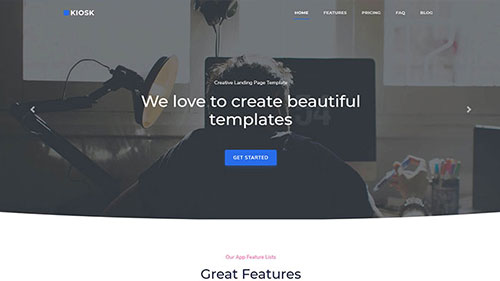 KIOSK
HOME FEATURES PRICING FAQ BLOG
Creative Landing Page Template
We love to create beautiful
templates
54
GET STARTED
Our App Feature Lists
Great Features